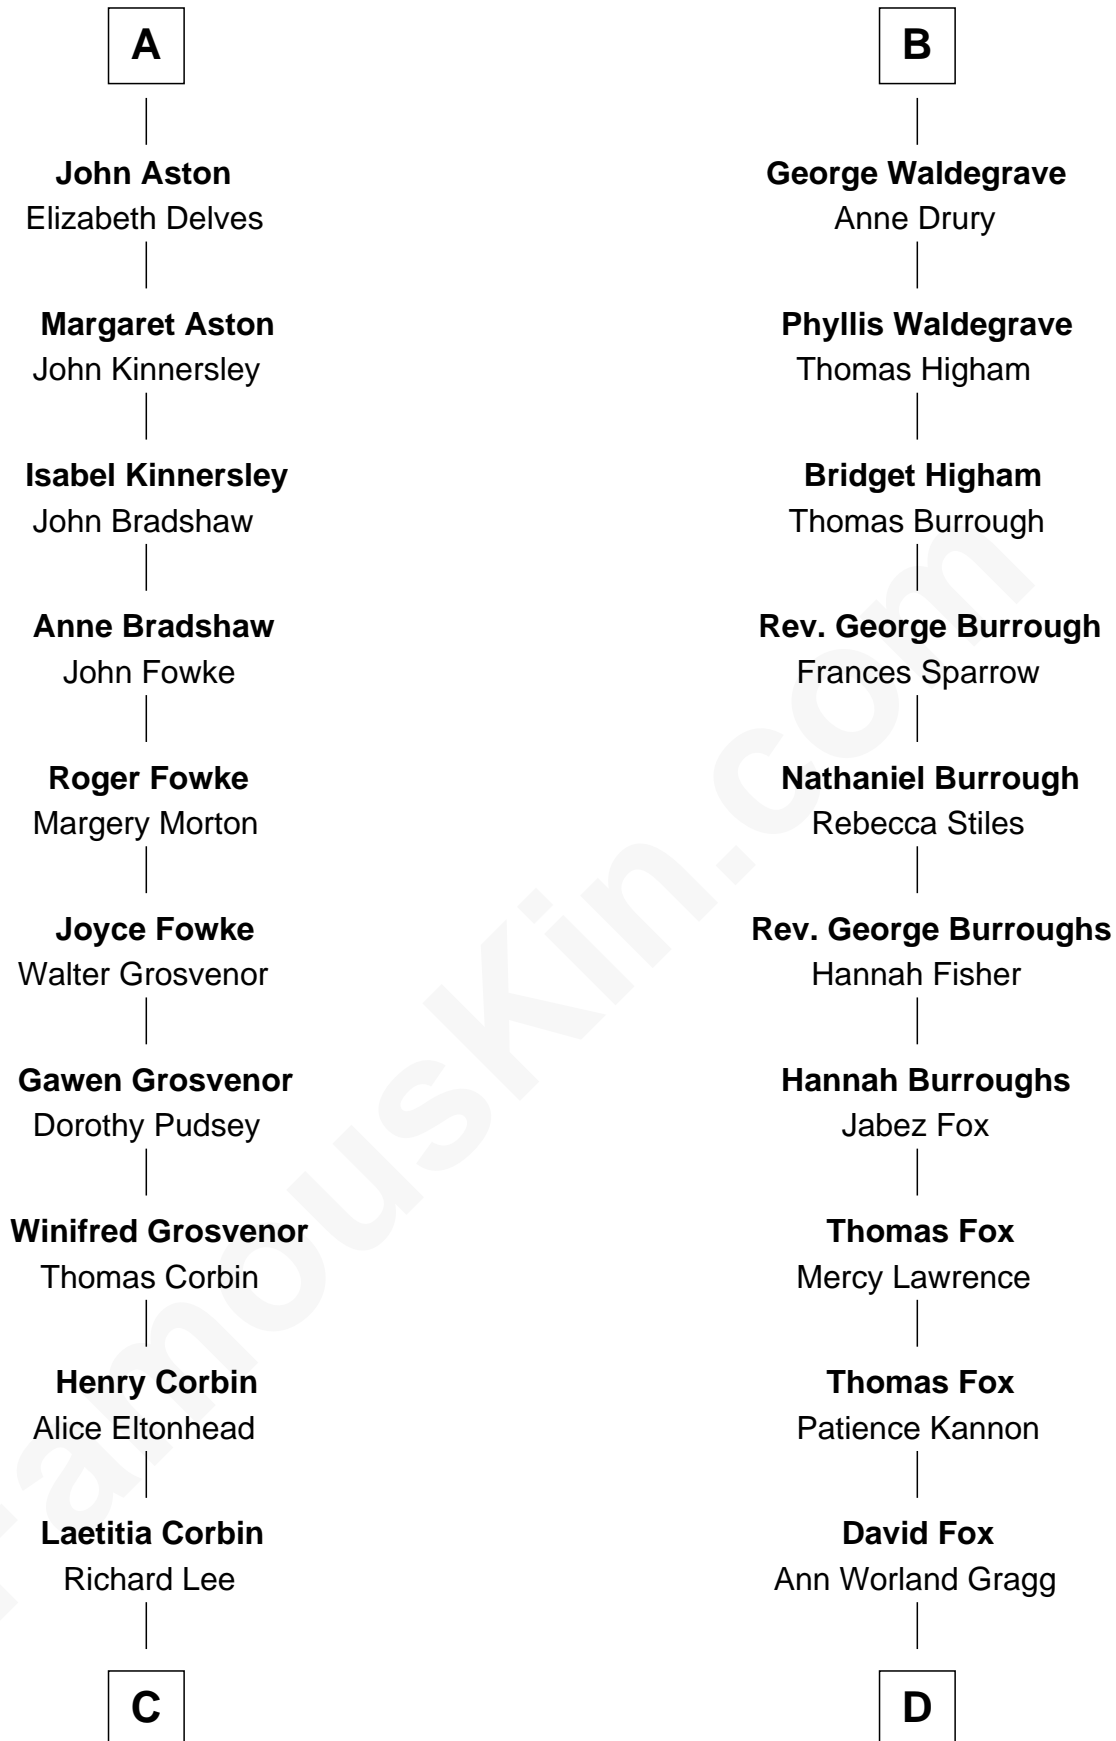 A
John Aston
Elizabeth Delves
Margaret Aston
John Kinnersley
Isabel Kinnersley
John Bradshaw
Anne Bradshaw
John Fowke
Roger Fowke
Margery Morton
Joyce Fowke
Walter Grosvenor
Gawen Grosvenor
Dorothy Pudsey
Winifred Grosvenor
Thomas Corbin
Henry Corbin
Alice Eltonhead
Laetitia Corbin
Richard Lee
C
B
George Waldegrave
Anne Drury
Phyllis Waldegrave
Thomas Higham
Bridget Higham
Thomas Burrough
Rev. George Burrough
Frances Sparrow
Nathaniel Burrough
Rebecca Stiles
Rev. George Burroughs
Hannah Fisher
Hannah Burroughs
Jabez Fox
Thomas Fox
Mercy Lawrence
Thomas Fox
Patience Kannon
David Fox
Ann Worland Gragg
D
FamousKin.com